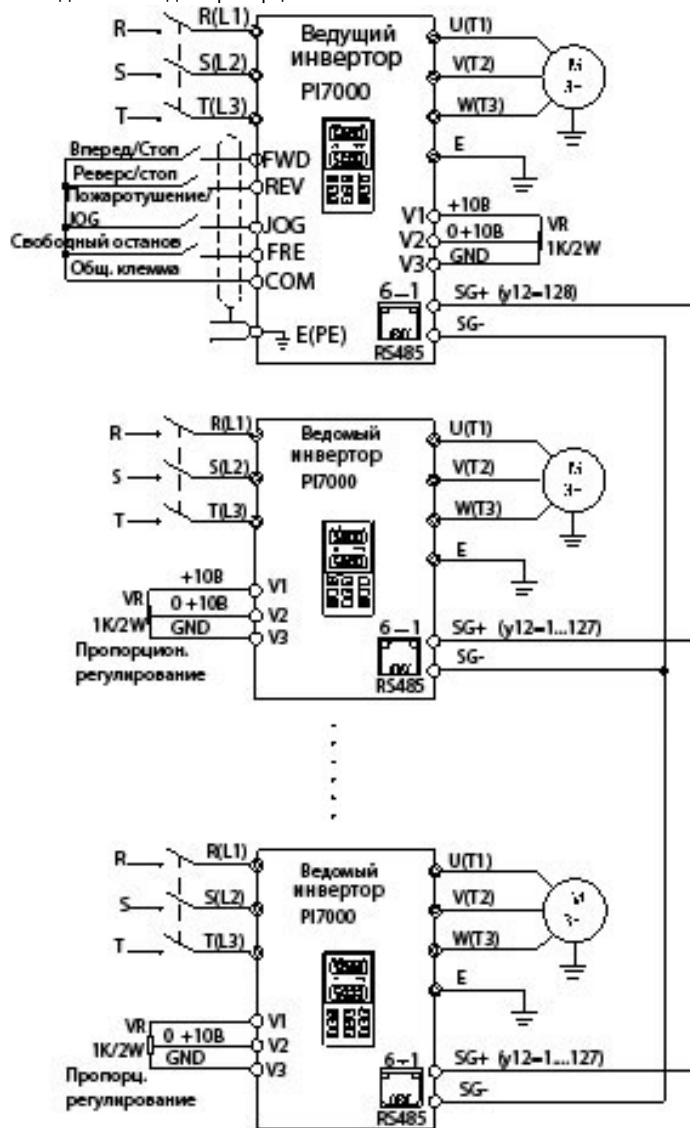 R
R(L1)
Ведущий
инвертор
PI7000
U(T1)
S
S(L2)
V(T2)
T
T(L3)
W(T3)
3~
E
Вперед/Стоп
FWD
Реверс/стоп
REV
Пожаротушение/
JOG
JOG
Свободный останов
FRE
Общ. клемма
COM
E(PE)
V1
+10В
V2
0+10В
V3
GND
VR
1K/2W
6—1
SG+ (y12=128)
SG-
RS485
R
R(L1)
Ведомый
инвертор
PI7000
U(T1)
S
S(L2)
V(T2)
T
T(L3)
W(T3)
3~
E
+10В
V1
VR
0 +10В
V2
1K/2W
GND
V3
Пропорцион.
регулирование
6—1
SG+ (y12=1...127)
SG-
RS485
R
R(L1)
Ведомый
инвертор
PI7000
U(T1)
S
S(L2)
V(T2)
T
T(L3)
W(T3)
E
V1
VR
0 +10В
V2
1K/2W
GND
V3
Пропорц.
регулирование
6—1
SG+ (y12=1....127)
SG-
RS485